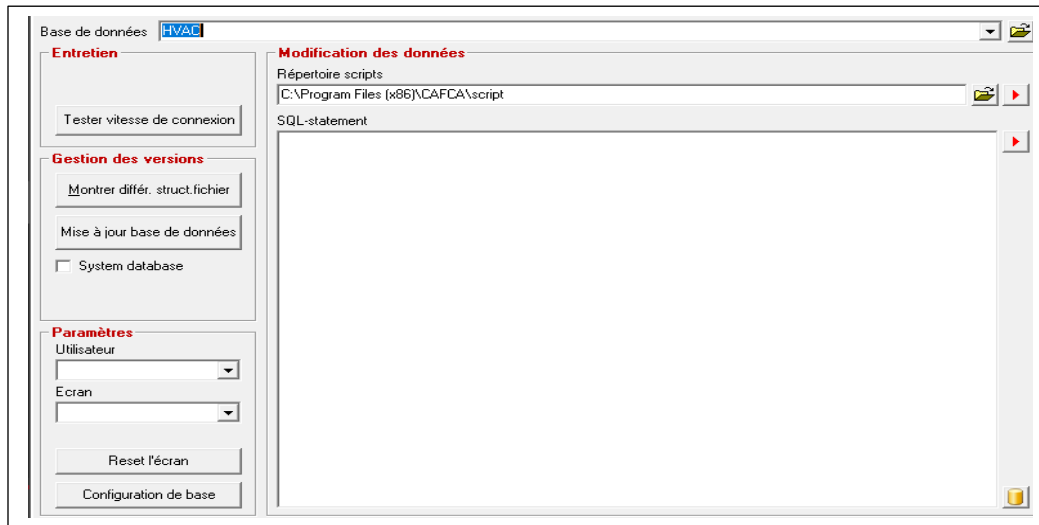 Base de données HVAC
Entretien
Tester vitesse de connexion
Gestion des versions
Montrer différ. struct.fichier
Mise à jour base de données
System database
Paramètres
Utilisateur
Ecran
Reset l'écran
Configuration de base
Modification des données
Répertoire scripts
C:\Program Files (x86)\CAFCA\script
SQL-statement